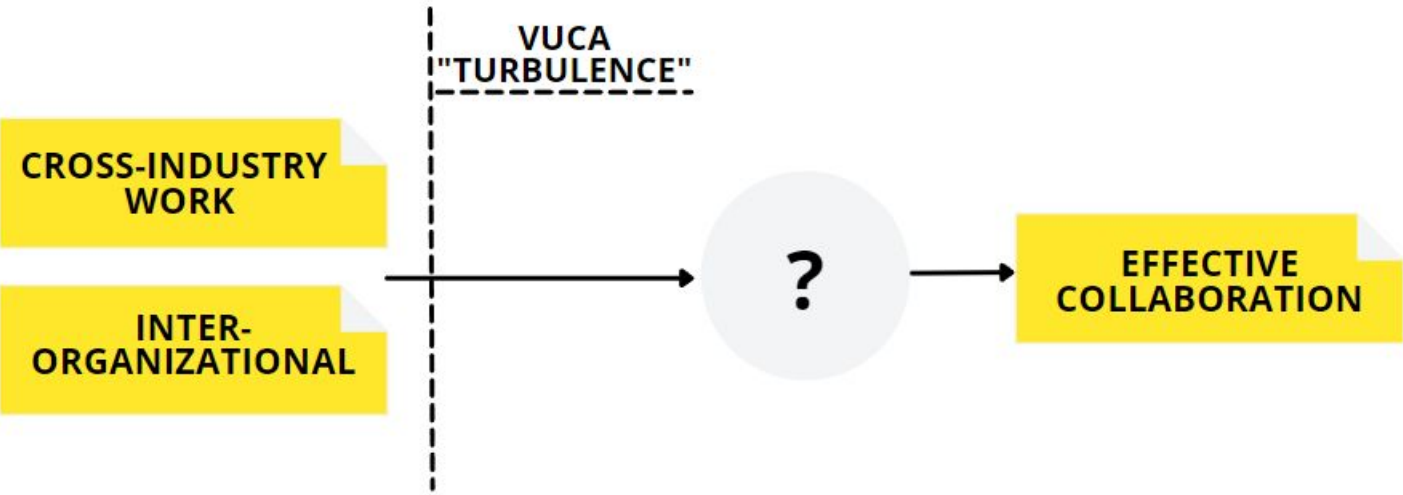 VUCA
"TURBULENCE"
CROSS-INDUSTRY
WORK
INTER-
ORGANIZATIONAL
?
EFFECTIVE
COLLABORATION